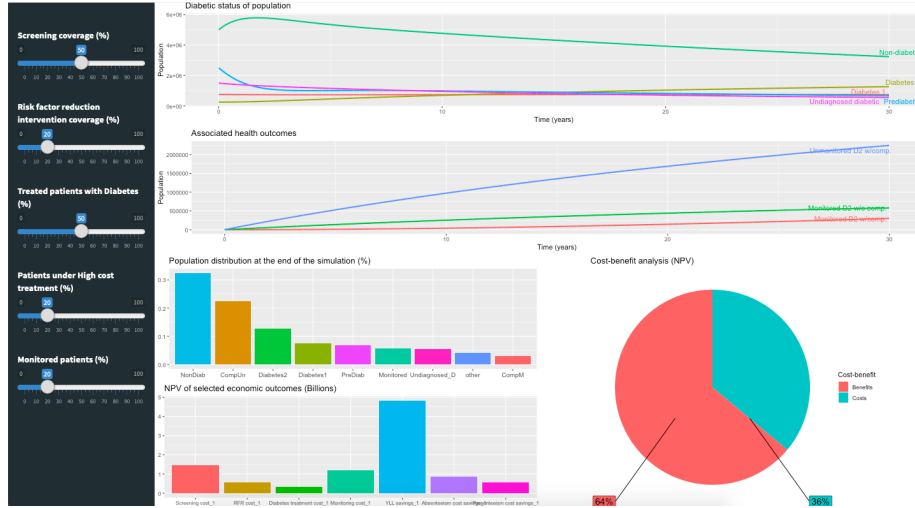 Screening coverage (%)
0 50 100
0 10 20 30 40 50 60 70 80 90 100
Risk factor reduction
intervention coverage (%)
0 20 100
0 10 20 30 40 50 60 70 80 90 100
Treated patients with Diabetes
(%)
0 50 100
0 10 20 30 40 50 60 70 80 90 100
Patients under High cost
treatment (%)
0 20 100
0 10 20 30 40 50 60 70 80 90 100
Monitored patients (%)
0 20 100
0 10 20 30 40 50 60 70 80 90 100
Diabetic status of population
Population
6e+06
4e+06
2e+06
0e+00
Non-diabet
Diabetes
Diabetes 1
Undiagnosed diabetic Prediabet
0 10 20 30
Time (years)
Associated health outcomes
Population
2000000
1500000
1000000
500000
0
Unmonitored D2 w/comp.
Monitored D2 w/o comp.
Monitored D2 w/comp.
0 10 20 30
Time (years)
Population distribution at the end of the simulation (%)
0.3
0.2
0.1
0.0
NonDiab CompUn Diabetes2 Diabetes1 PreDiab Monitored Undiagnosed_D other CompM
NPV of selected economic outcomes (Billions)
5
4
3
2
1
0
Screening cost_1 RFR cost_1 Diabetes treatment cost_1 Monitoring cost_1 YLL savings_1 Absenteeism cost savings_1 cost savings_1
Cost-benefit analysis (NPV)
Cost-benefit
Benefits
Costs
64%
36%